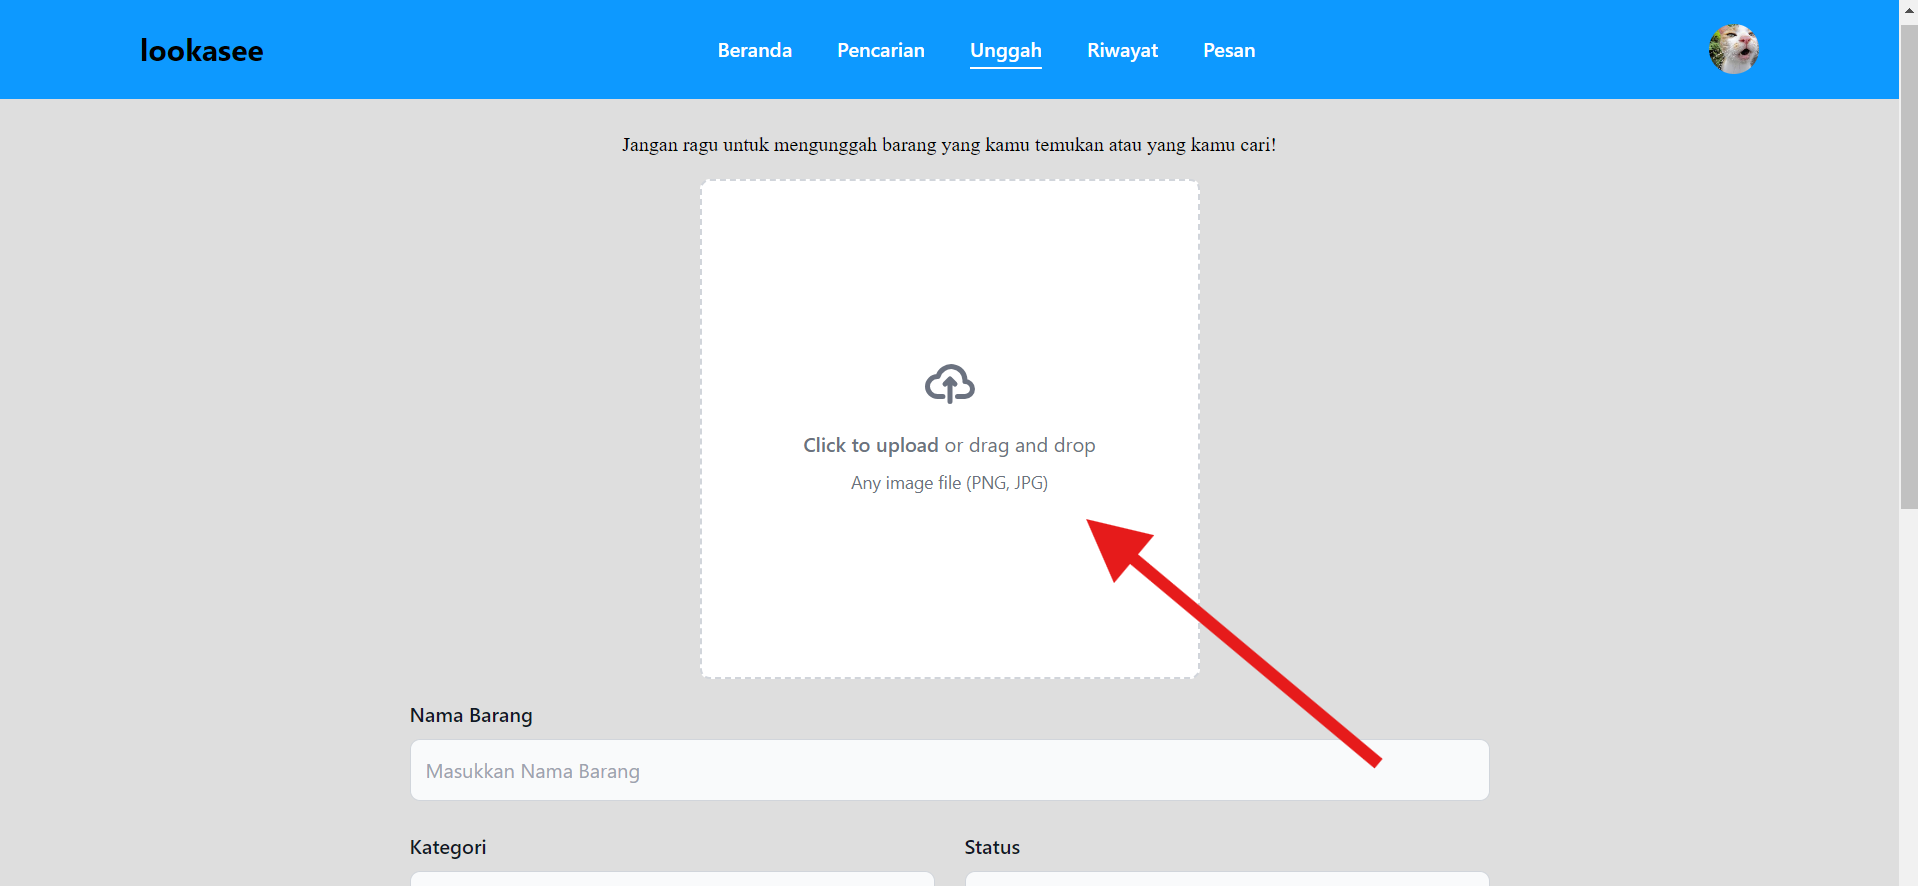 lookasee
Beranda Pencarian Unggah Riwayat Pesan
Jangan ragu untuk mengunggah barang yang kamu temukan atau yang kamu cari!
Click to upload or drag and drop
Any image file (PNG, JPG)
Nama Barang
Masukkan Nama Barang
Kategori Status